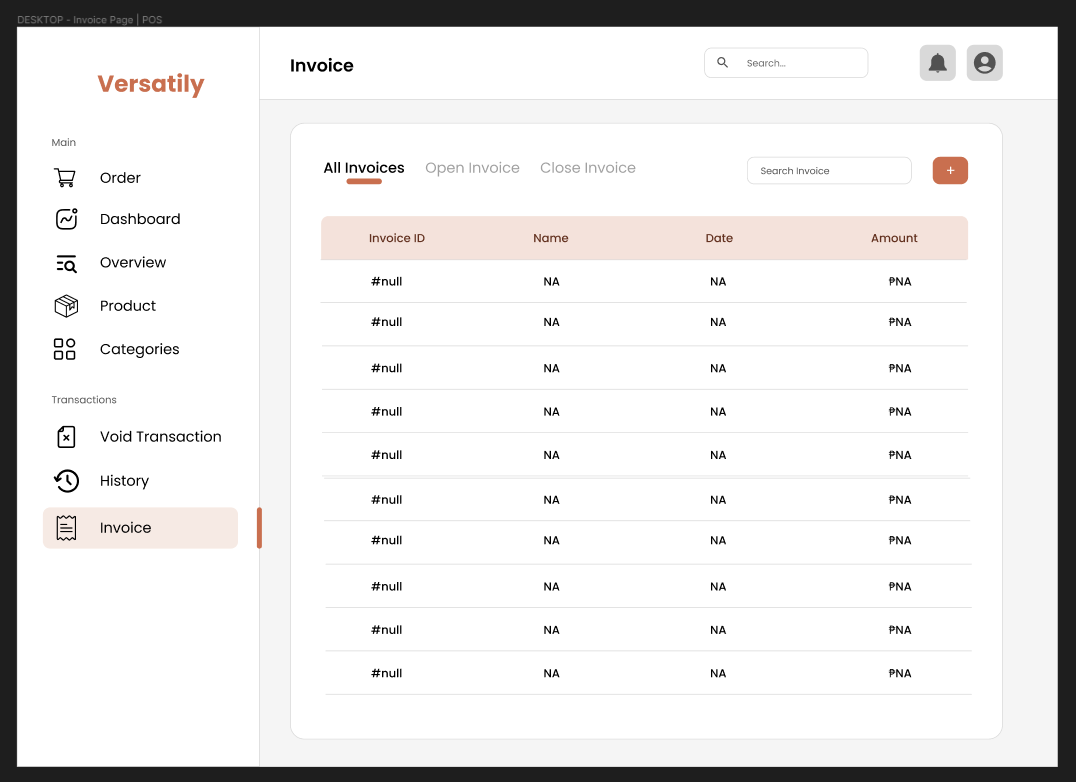 DESKTOP - Invoice Page | POS
Versatily
Invoice
Search...
Main
Order
Dashboard
Overview
Product
Categories
Transactions
Void Transaction
History
Invoice
All Invoices Open Invoice Close Invoice
Search Invoice
+
Invoice ID Name Date Amount
#null NA NA ₱NA
#null NA NA ₱NA
#null NA NA ₱NA
#null NA NA ₱NA
#null NA NA ₱NA
#null NA NA ₱NA
#null NA NA ₱NA
#null NA NA ₱NA
#null NA NA ₱NA
#null NA NA ₱NA